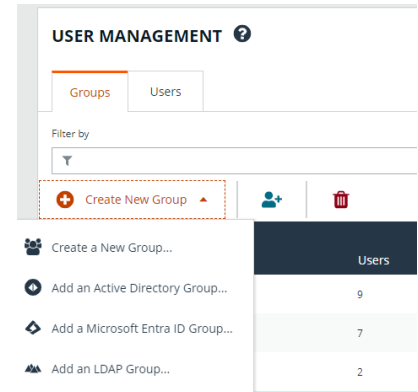 USER MANAGEMENT ?
Groups Users
Filter by
Create New Group
Create a New Group...
Users
Add an Active Directory Group...
9
Add a Microsoft Entra ID Group...
7
Add an LDAP Group...
2